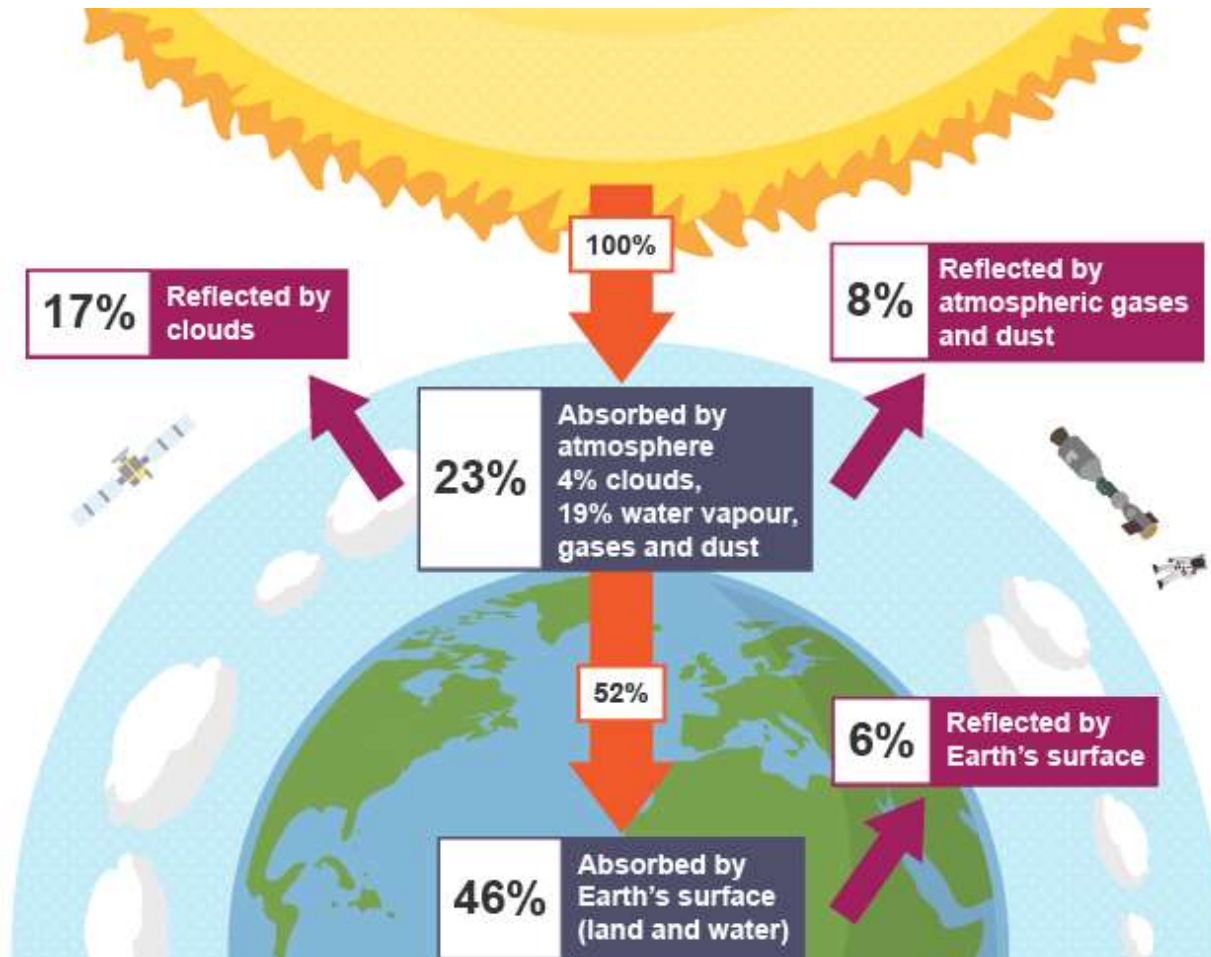 100%
17%
Reflected by
clouds
8%
Reflected by
atmospheric gases
and dust
23%
Absorbed by
atmosphere
4% clouds,
19% water vapour,
gases and dust
52%
6%
Reflected by
Earth's surface
46%
Absorbed by
Earth's surface
(land and water)